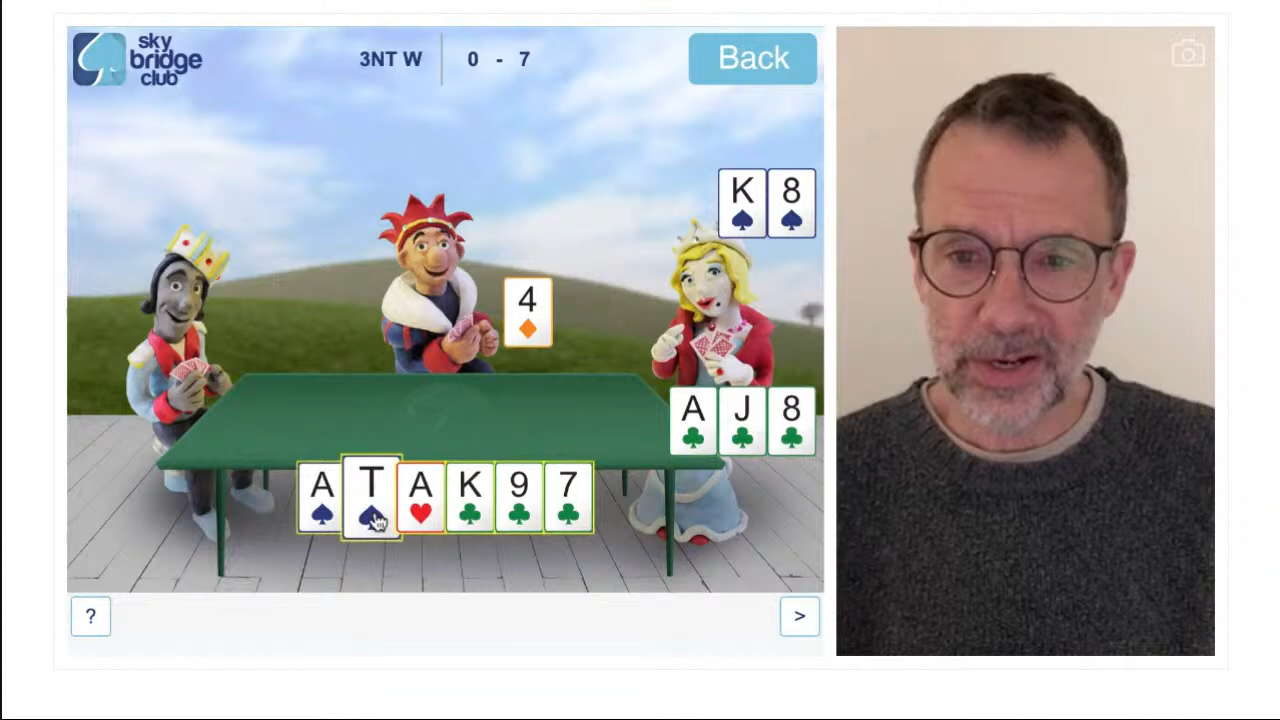 sky
bridge
club
3NT W
0 - 7
Back
K 8
4
A J 8
A T A K 9 7
?
>